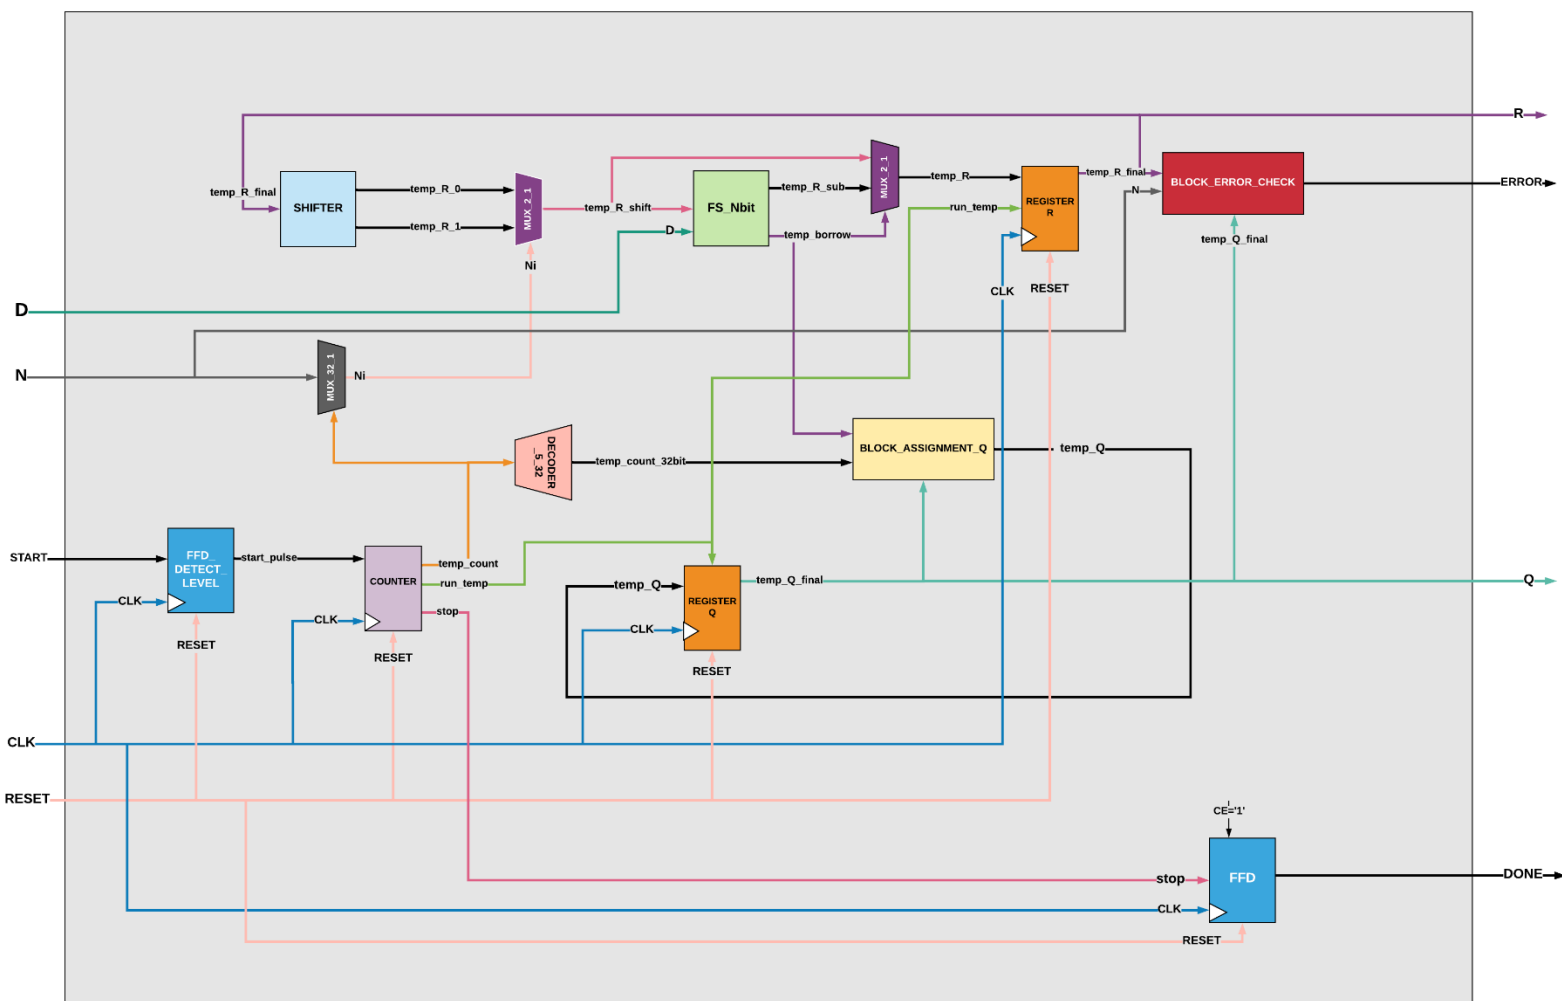 R
temp_R_final
SHIFTER
temp_R_0
temp_R_1
MUX_2_1
temp_R_shift
D
FS_Nbit
temp_R_sub
temp_borrow
MUX_2_1
temp_R
run_temp
REGISTER
R
temp_R_final
N
BLOCK_ERROR_CHECK
ERROR
temp_Q_final
Ni
CLK
RESET
D
N
MUX_32_1
Ni
DECODER
_5_32
temp_count_32bit
BLOCK_ASSIGNMENT_Q
temp_Q
START
FFD_
DETECT_
LEVEL
start_pulse
COUNTER
temp_count
run_temp
stop
CLK
RESET
CLK
RESET
temp_Q
REGISTER
Q
temp_Q_final
Q
CLK
RESET
CLK
RESET
CE='1'
stop
FFD
DONE
CLK
RESET